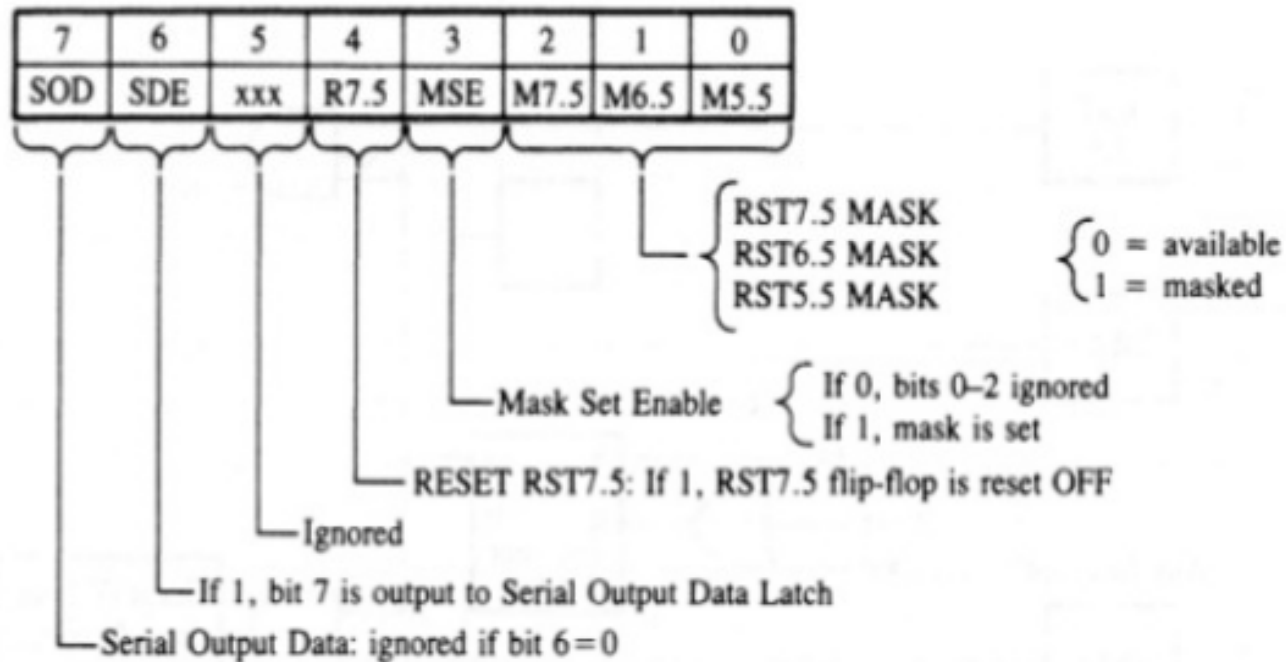 7 6 5 4 3 2 1 0
SOD SDE xxx R7.5 MSE M7.5 M6.5 M5.5
RST7.5 MASK
RST6.5 MASK
RST5.5 MASK
0 = available
1 = masked
Mask Set Enable
If 0, bits 0–2 ignored
If 1, mask is set
RESET RST7.5: If 1, RST7.5 flip-flop is reset OFF
Ignored
If 1, bit 7 is output to Serial Output Data Latch
Serial Output Data: ignored if bit 6=0